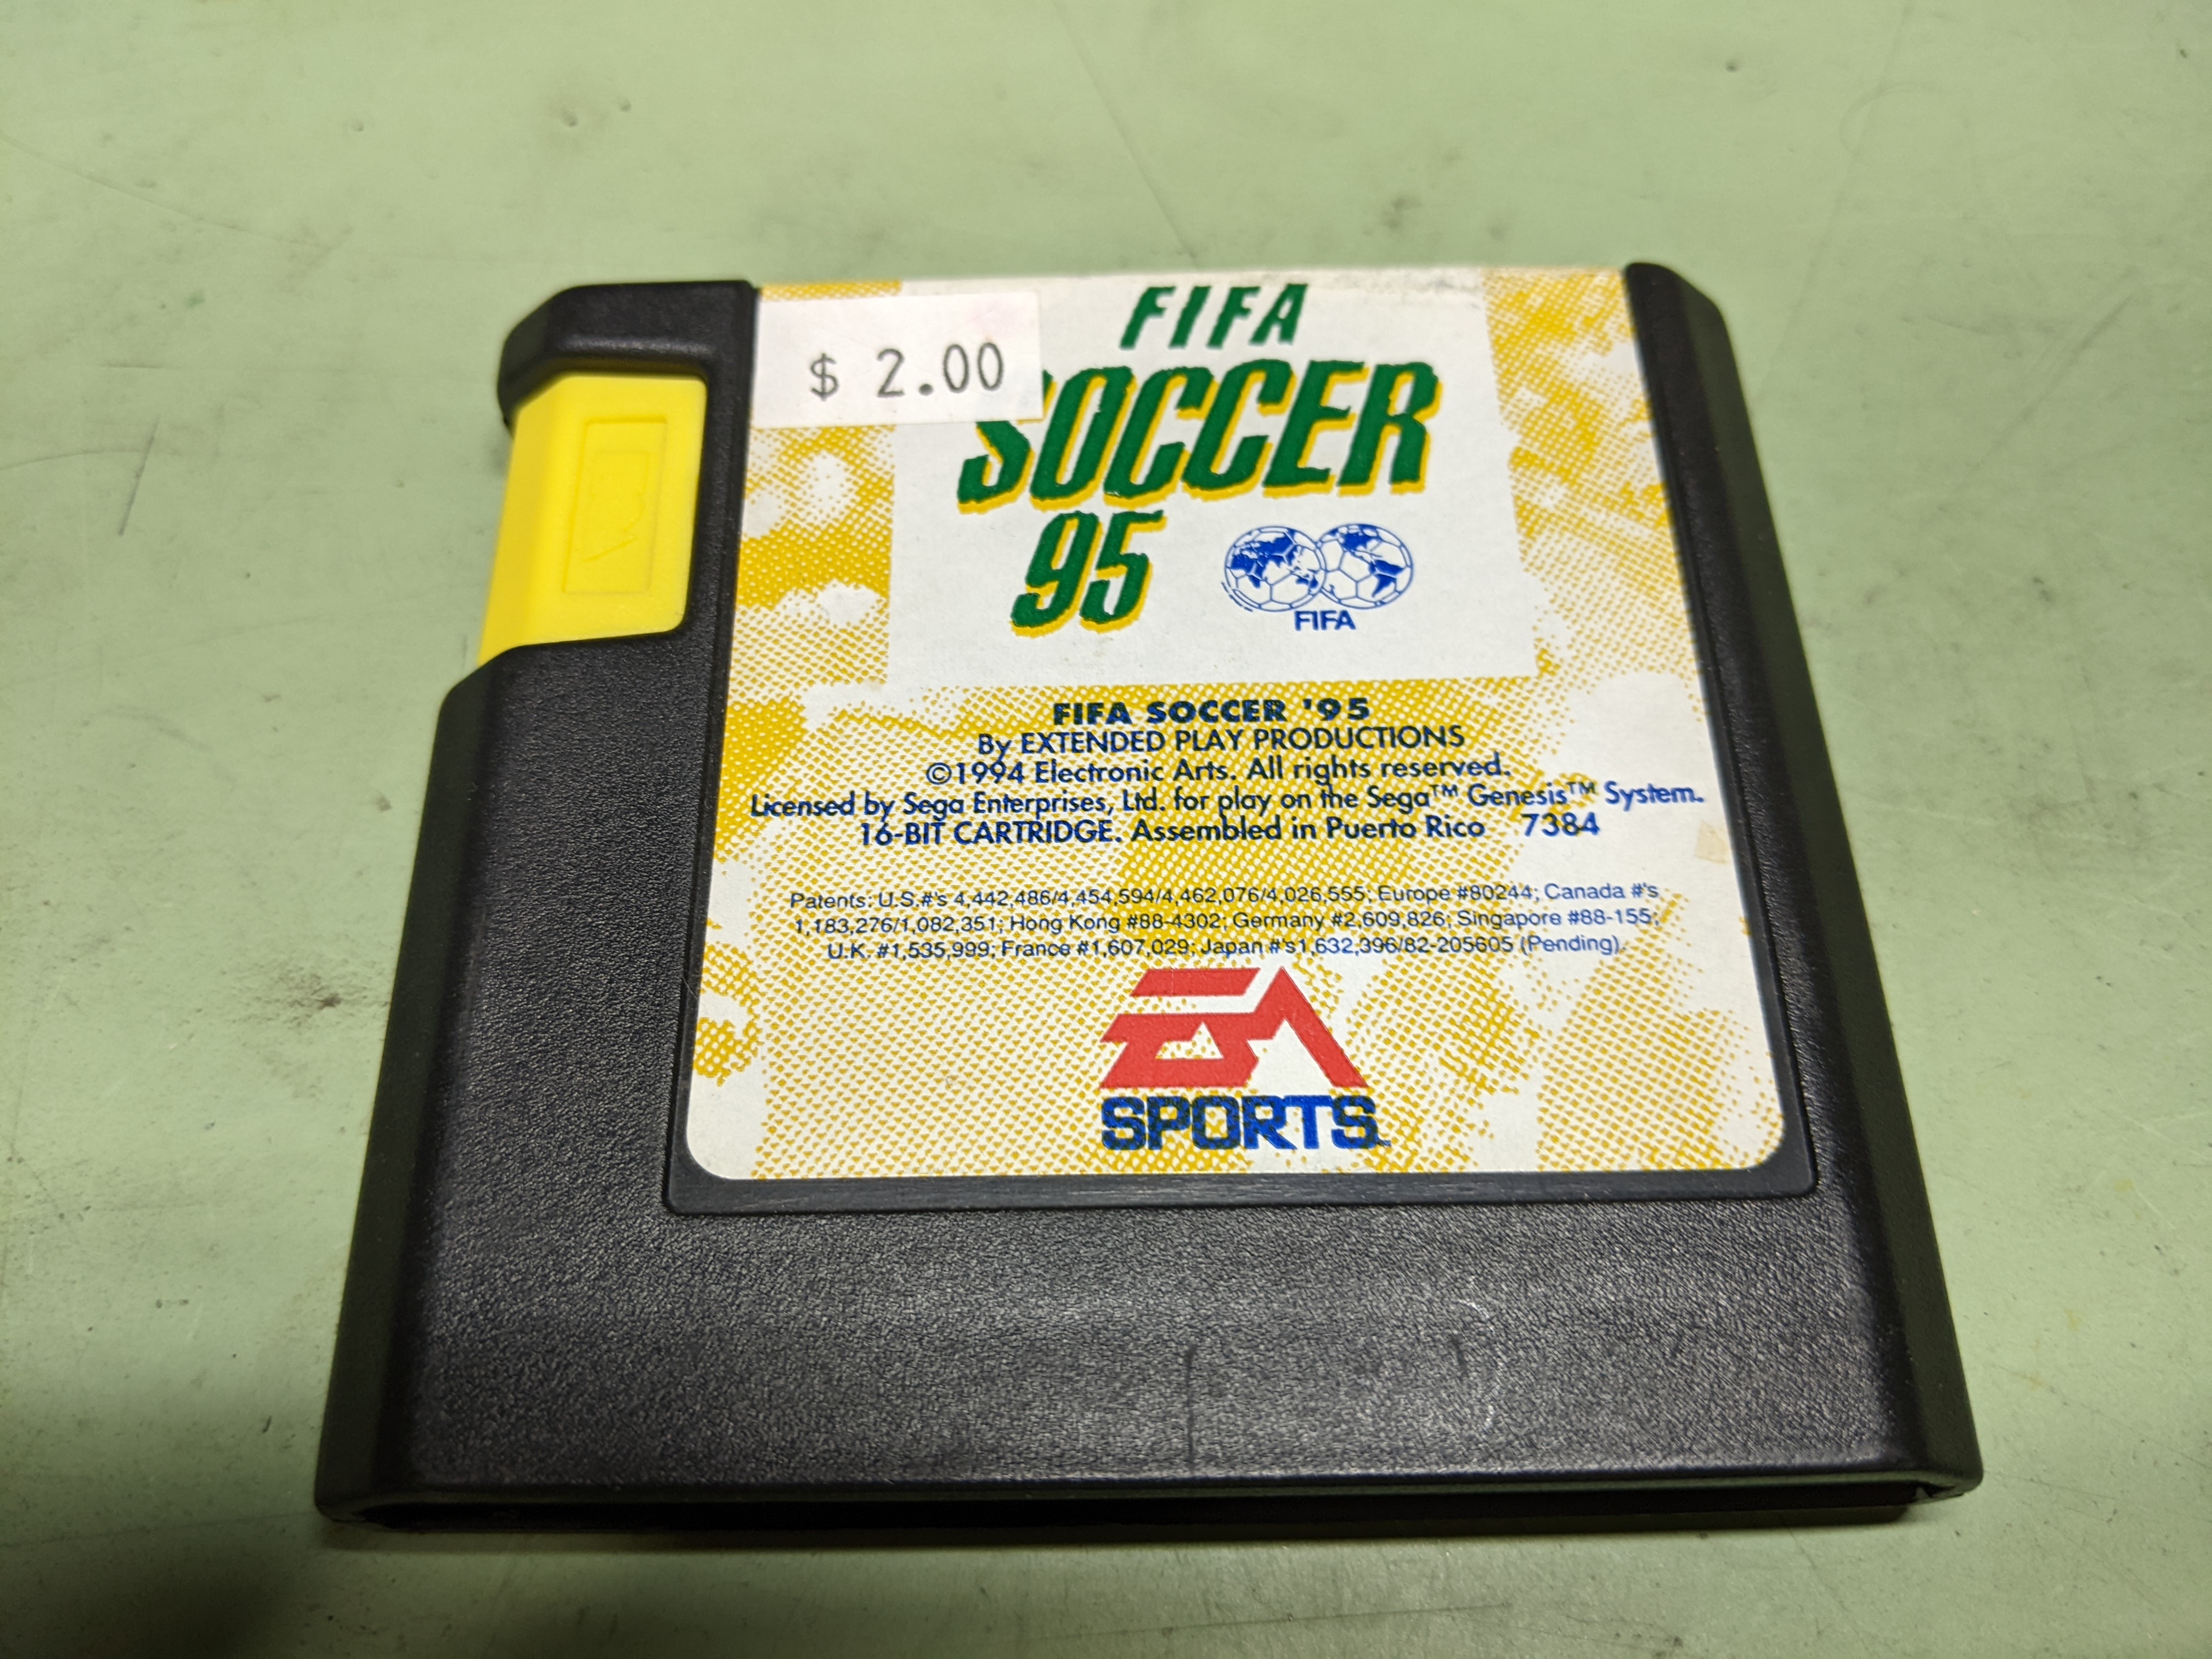 $ 2.00
FIFA
SOCCER
95
FIFA
FIFA SOCCER '95
By EXTENDED PLAY PRODUCTIONS
©1994 Electronic Arts. All rights reserved.
Licensed by Sega Enterprises, Ltd. for play on the Sega™ Genesis™ System.
16-BIT CARTRIDGE. Assembled in Puerto Rico 7384
Patents: U.S.#'s 4,442,486/4,454,594/4,462,076/4,026,555; Europe #80244; Canada #'s
1,183,276/1,082,351; Hong Kong #88-4302; Germany #2,609,826; Singapore #88-155;
U.K. #1,535,999; France #1,607,029; Japan #'s1,632,396/82-205605 (Pending).
EA
SPORTS